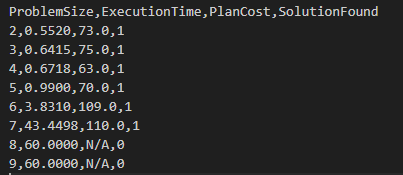 ProblemSize,ExecutionTime,PlanCost,SolutionFound
2,0.5520,73.0,1
3,0.6415,75.0,1
4,0.6718,63.0,1
5,0.9900,70.0,1
6,3.8310,109.0,1
7,43.4498,110.0,1
8,60.0000,N/A,0
9,60.0000,N/A,0